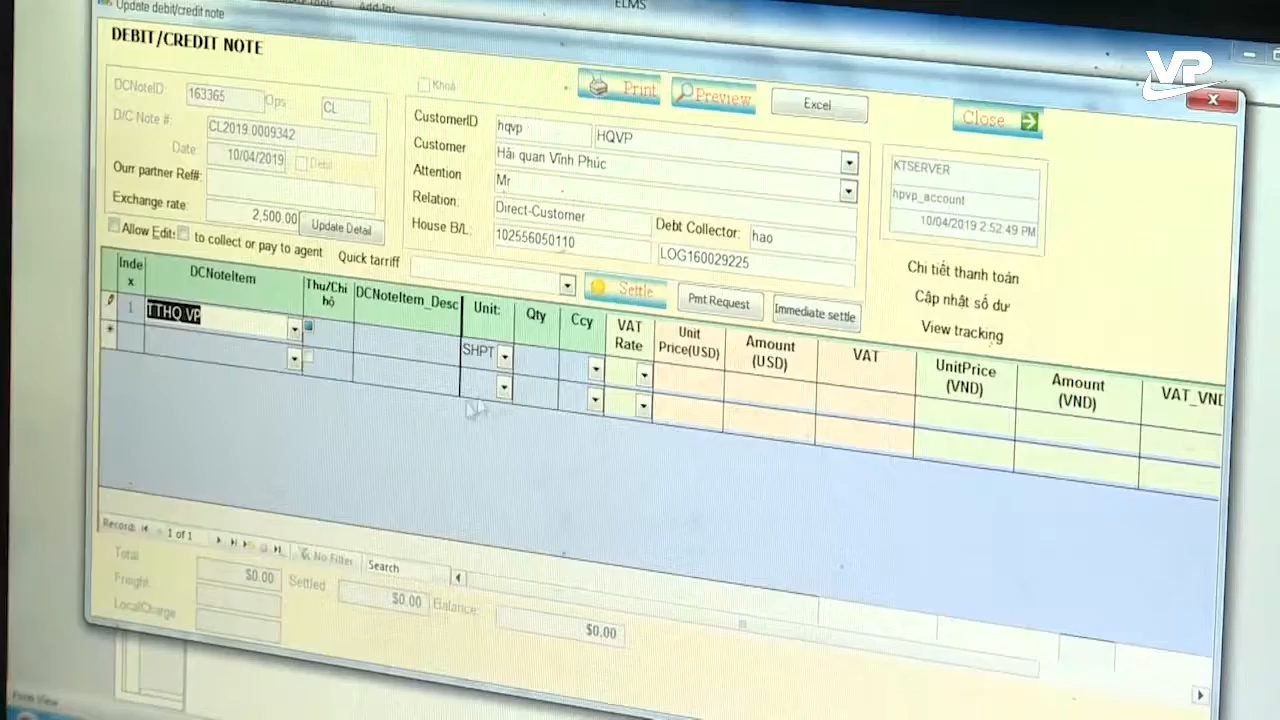 ELMS
Update debit/credit note
VP
DEBIT/CREDIT NOTE
DCNoteID 163365 Ops CL
D/C Note #: CL2019.0009342
Date: 10/04/2019 Debit
Ourr partner Ref#:
Exchange rate: 2,500.00 Update Detail
Allow Edit: to collect or pay to agent Quick tarriff
Khoá
Print Preview Excel Close
CustomerID hqvp HQVP
Customer Hải quan Vĩnh Phúc
Attention Mr
Relation: Direct-Customer Debt Collector: hao
House B/L: 102556050110 LOG160029225
KTSERVER
hpvp_account
10/04/2019 2:52:49 PM
Settle Pmt Request Immediate settle
Chi tiết thanh toán
Cập nhật số dư
View tracking
Index DCNoteItem Thu/Chi hộ DCNoteItem_Desc Unit: Qty Ccy VAT Rate Unit Price(USD) Amount (USD) VAT UnitPrice (VND) Amount (VND) VAT_VND
1 TTHQ VP SHPT
Record: 1 of 1 No Filter Search
Total $0.00 Settled $0.00 Balance: $0.00
Freight:
LocalCharge
Form View